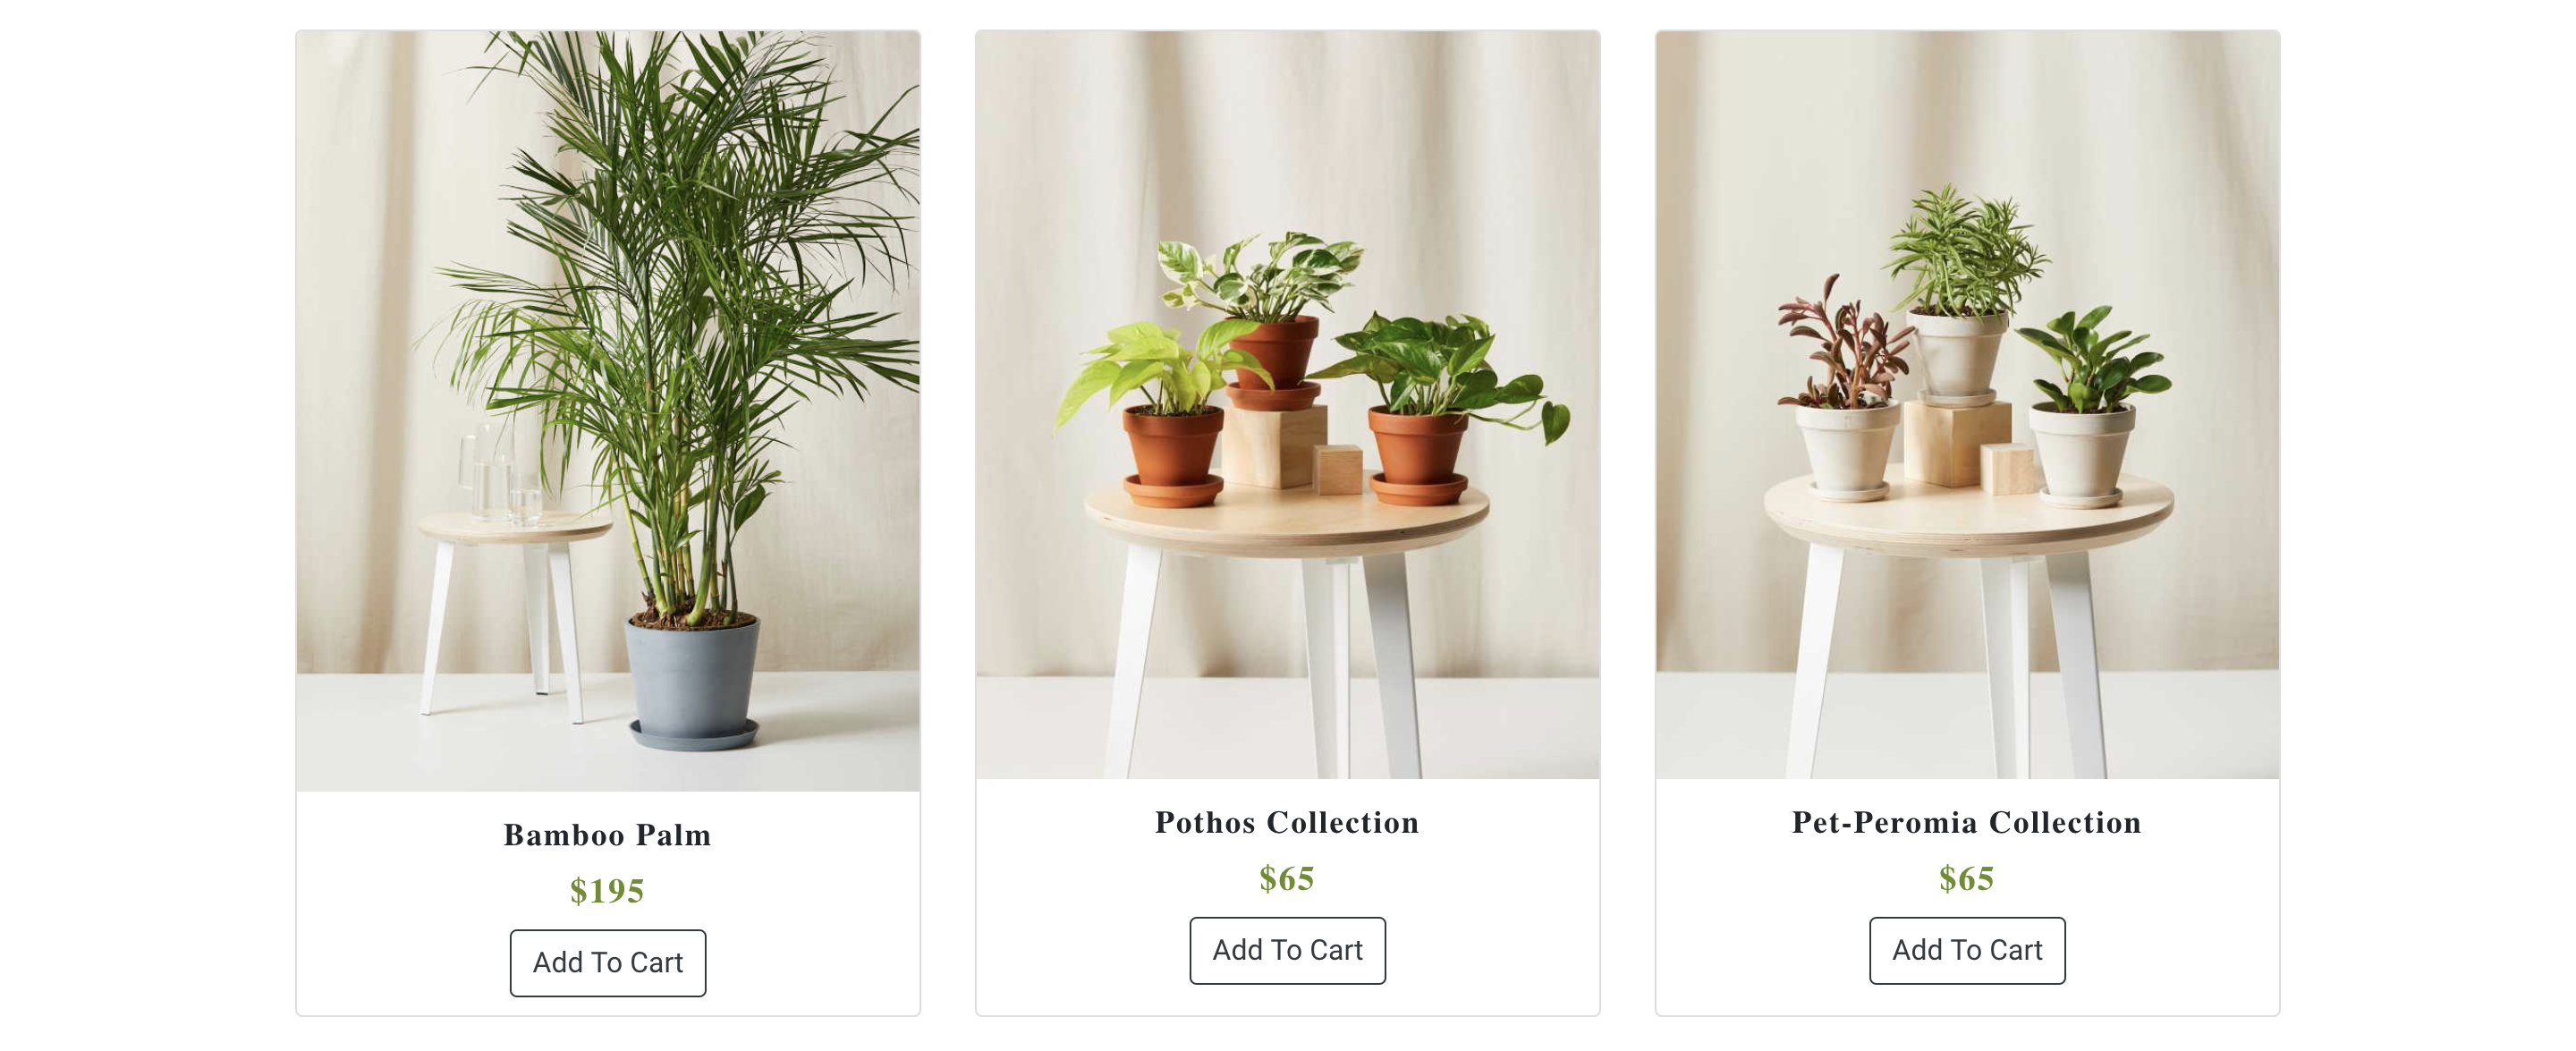 Bamboo Palm
$195
Add To Cart
Pothos Collection
$65
Add To Cart
Pet-Peromia Collection
$65
Add To Cart